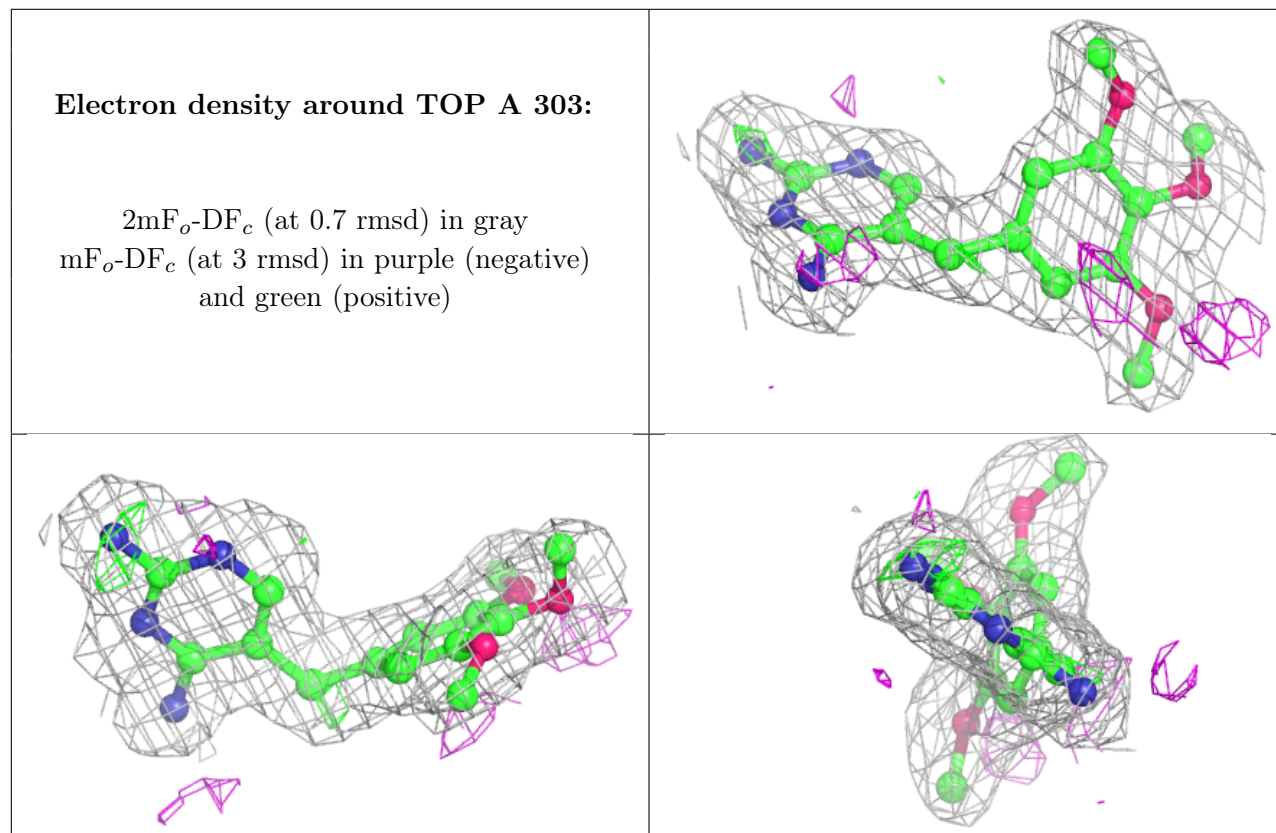 Electron density around TOP A 303:
2mFo-DFc (at 0.7 rmsd) in gray
mFo-DFc (at 3 rmsd) in purple (negative)
and green (positive)